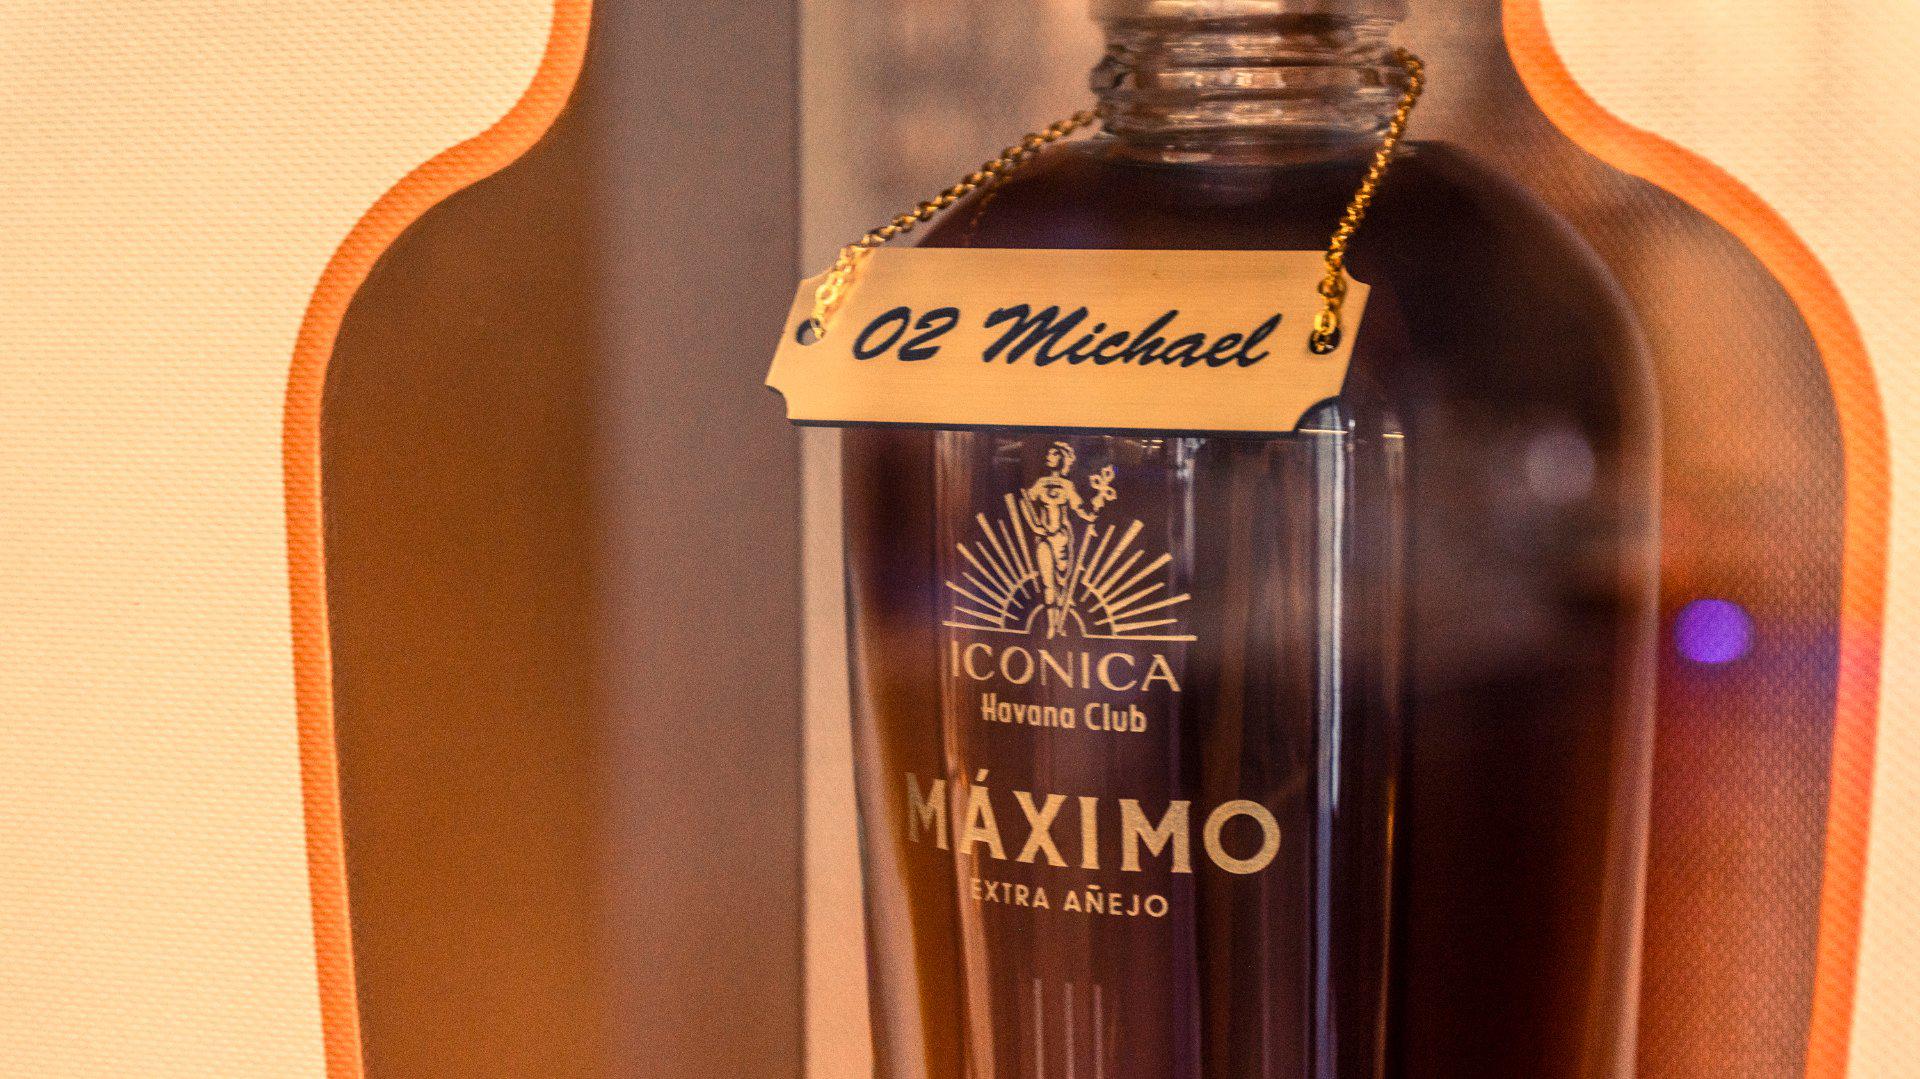 02 Michael
ICONICA
Havana Club
MÁXIMO
EXTRA AÑEJO